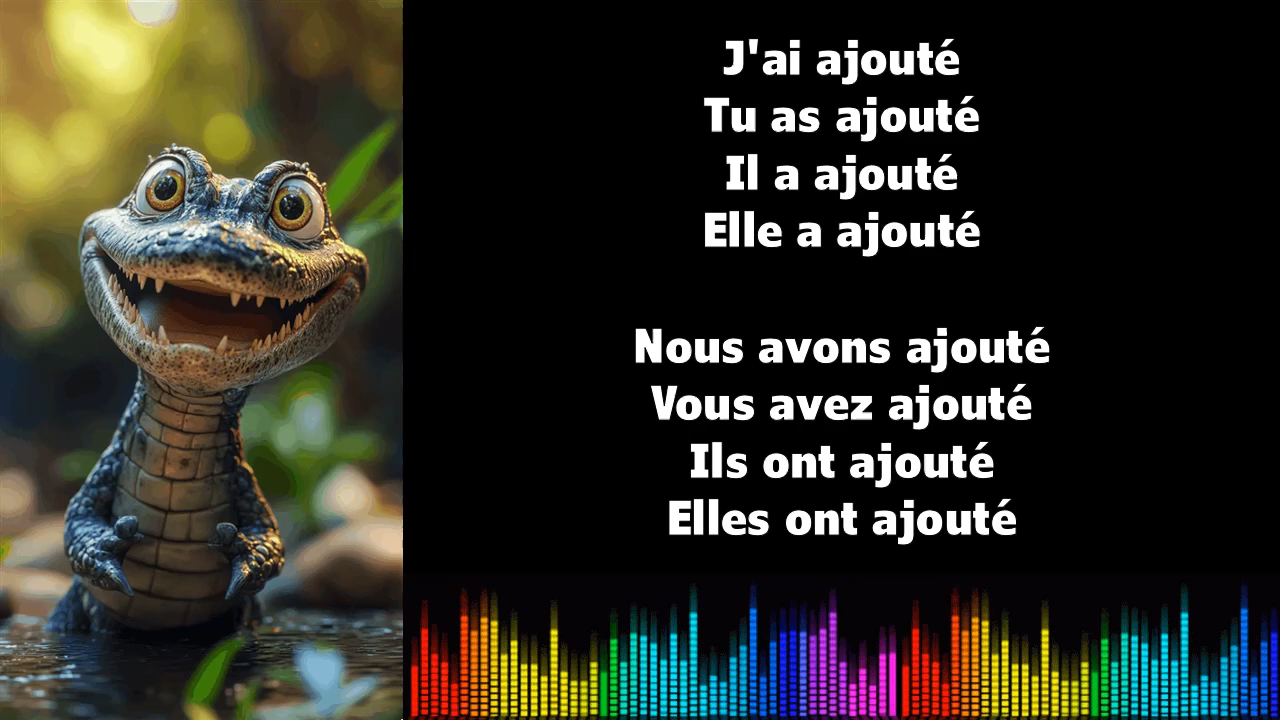 J'ai ajouté
Tu as ajouté
Il a ajouté
Elle a ajouté
Nous avons ajouté
Vous avez ajouté
Ils ont ajouté
Elles ont ajouté